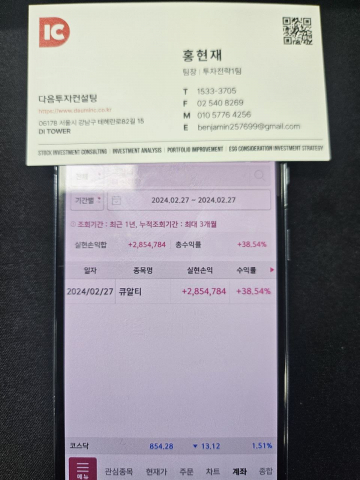 IC
홍현재
팀장 | 투자전략1팀
다음투자컨설팅
T 1533-3705
F 02 540 8269
M 010 5776 4256
E benjamin257699@gmail.com
06178 서울시 강남구 테헤란로82길 15
DI TOWER
STOCK INVESTMENT CONSULTING | INVESTMENT ANALYSIS | PORTFOLIO IMPROVEMENT | ESG CONSIDERATION INVESTMENT STRATEGY
기간별 2024.02.27 ~ 2024.02.27
조회기간 : 최근 1년, 누적조회기간 : 최대 3개월
실현손익합 +2,854,784 총수익률 +38.54%
일자 종목명 실현손익 수익률
2024/02/27 큐알티 +2,854,784 +38.54%
코스닥 854.28 ▼ 13.12 1.51%
메뉴 관심종목 현재가 주문 차트 계좌 종합